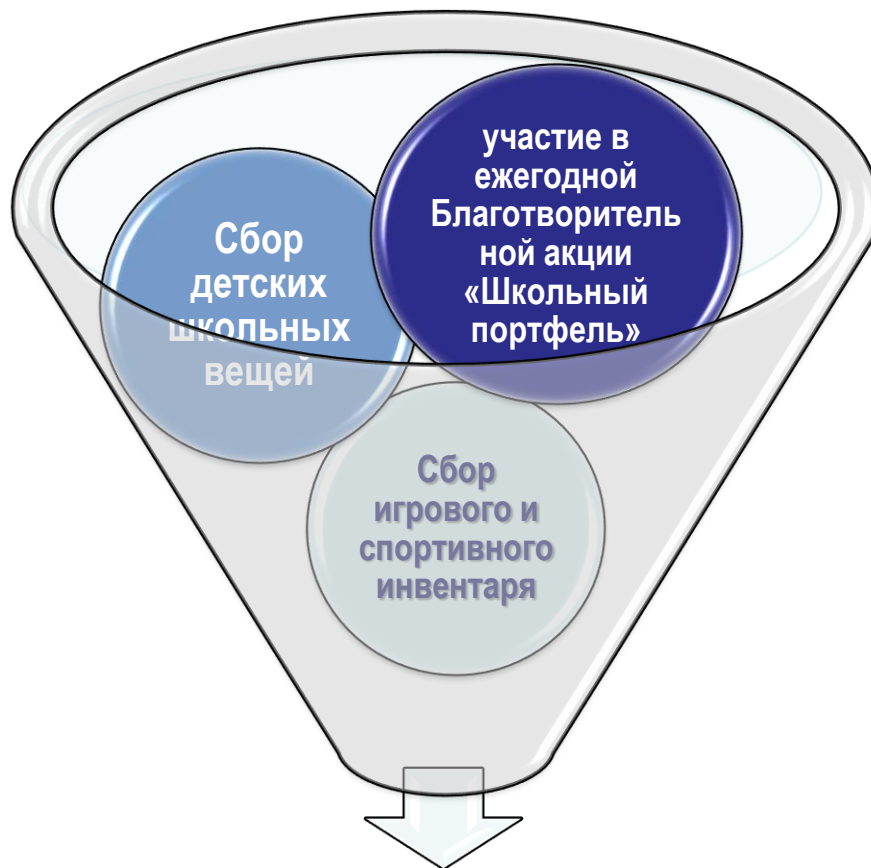 участие в
ежегодной
Благотворитель
ной акции
«Школьный
портфель»
Сбор
детских
школьных
вещей
Сбор
игрового и
спортивного
инвентаря